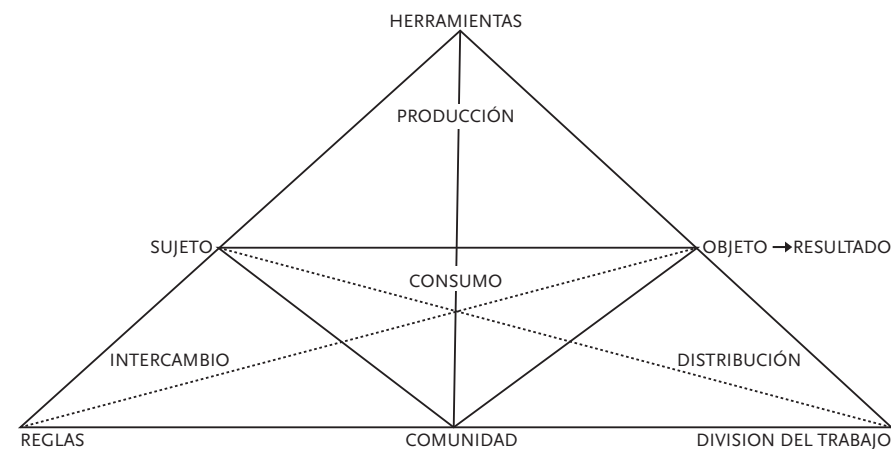 HERRAMIENTAS
PRODUCCIÓN
SUJETO
OBJETO → RESULTADO
CONSUMO
INTERCAMBIO
DISTRIBUCIÓN
REGLAS
COMUNIDAD
DIVISION DEL TRABAJO